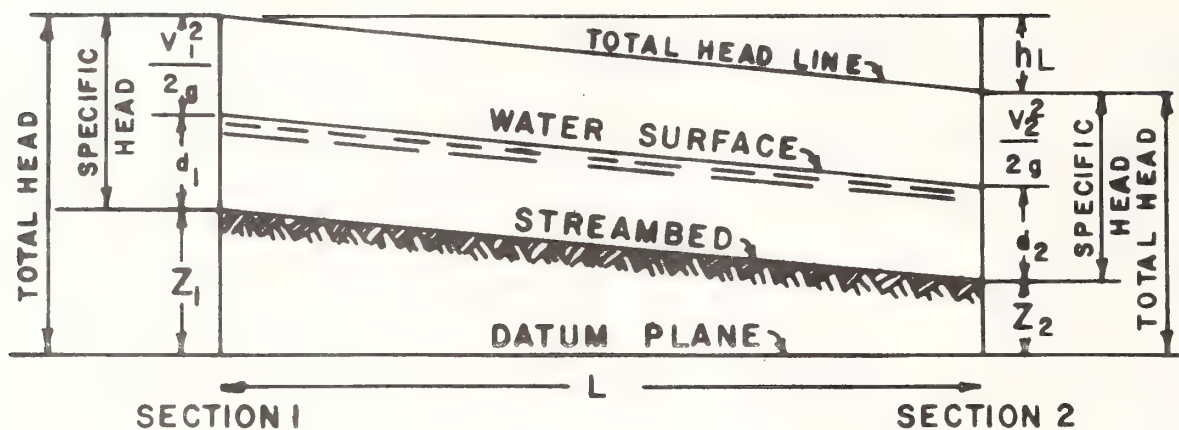 TOTAL HEAD
SPECIFIC
HEAD
V₁²
2g
d₁
Z₁
TOTAL HEAD LINE
WATER SURFACE
STREAMBED
DATUM PLANE
hL
V₂²
2g
d₂
Z₂
SPECIFIC
HEAD
TOTAL HEAD
L
SECTION 1
SECTION 2